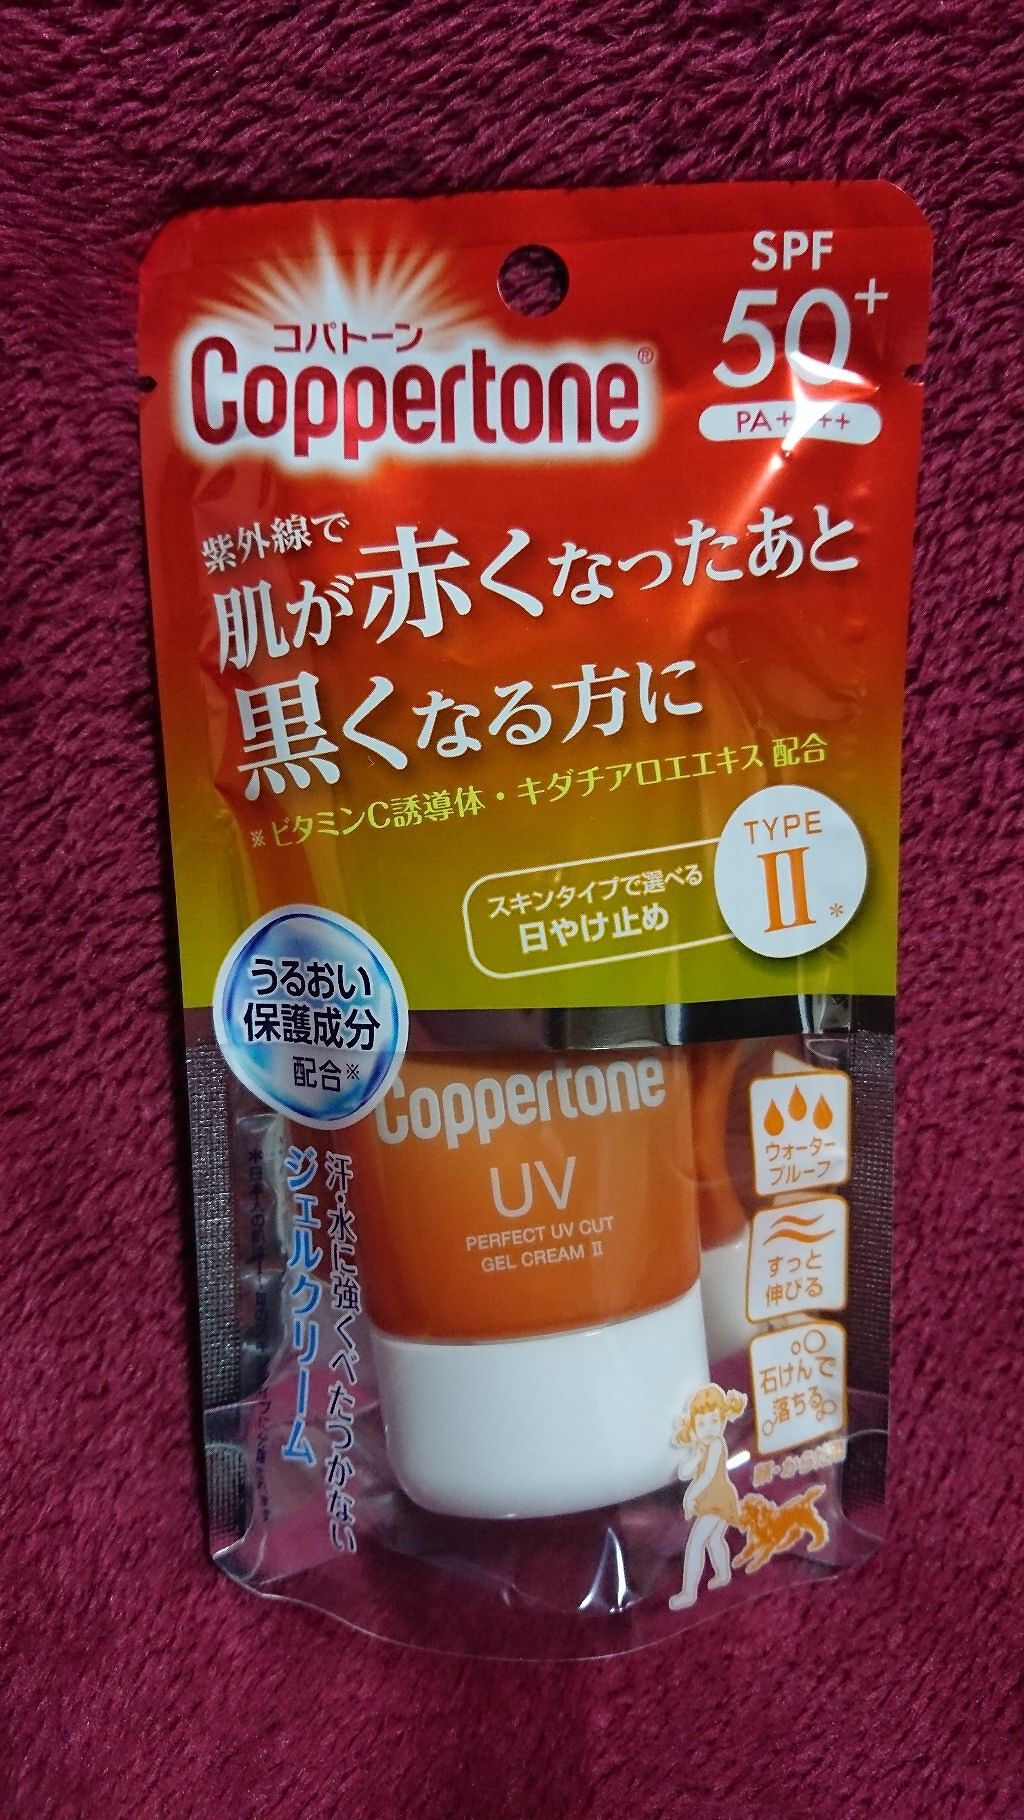 コパトーン
Coppertone®
SPF
50+
紫外線で
肌が赤くなったあと
黒くなる方に
※ビタミンC誘導体・キダチアロエエキス 配合
スキンタイプで選べる
日やけ止め
TYPE
Ⅱ*
うるおい
保護成分
配合※
Coppertone
UV
PERFECT UV CUT
GEL CREAM Ⅱ
汗・水に強くべたつかない
ジェルクリーム
ウォーター
プルーフ
すっと
伸びる
石けんで
落ちる